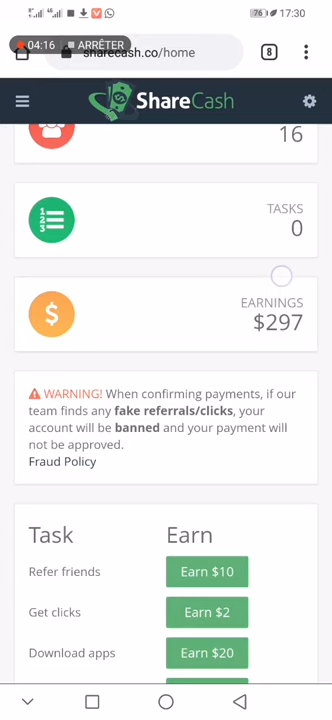 76 17:30
04:16 ARRÊTER
sharecash.co/home 8
ShareCash
16
TASKS
0
EARNINGS
$297
WARNING! When confirming payments, if our
team finds any fake referrals/clicks, your
account will be banned and your payment will
not be approved.
Fraud Policy
Task Earn
Refer friends Earn $10
Get clicks Earn $2
Download apps Earn $20